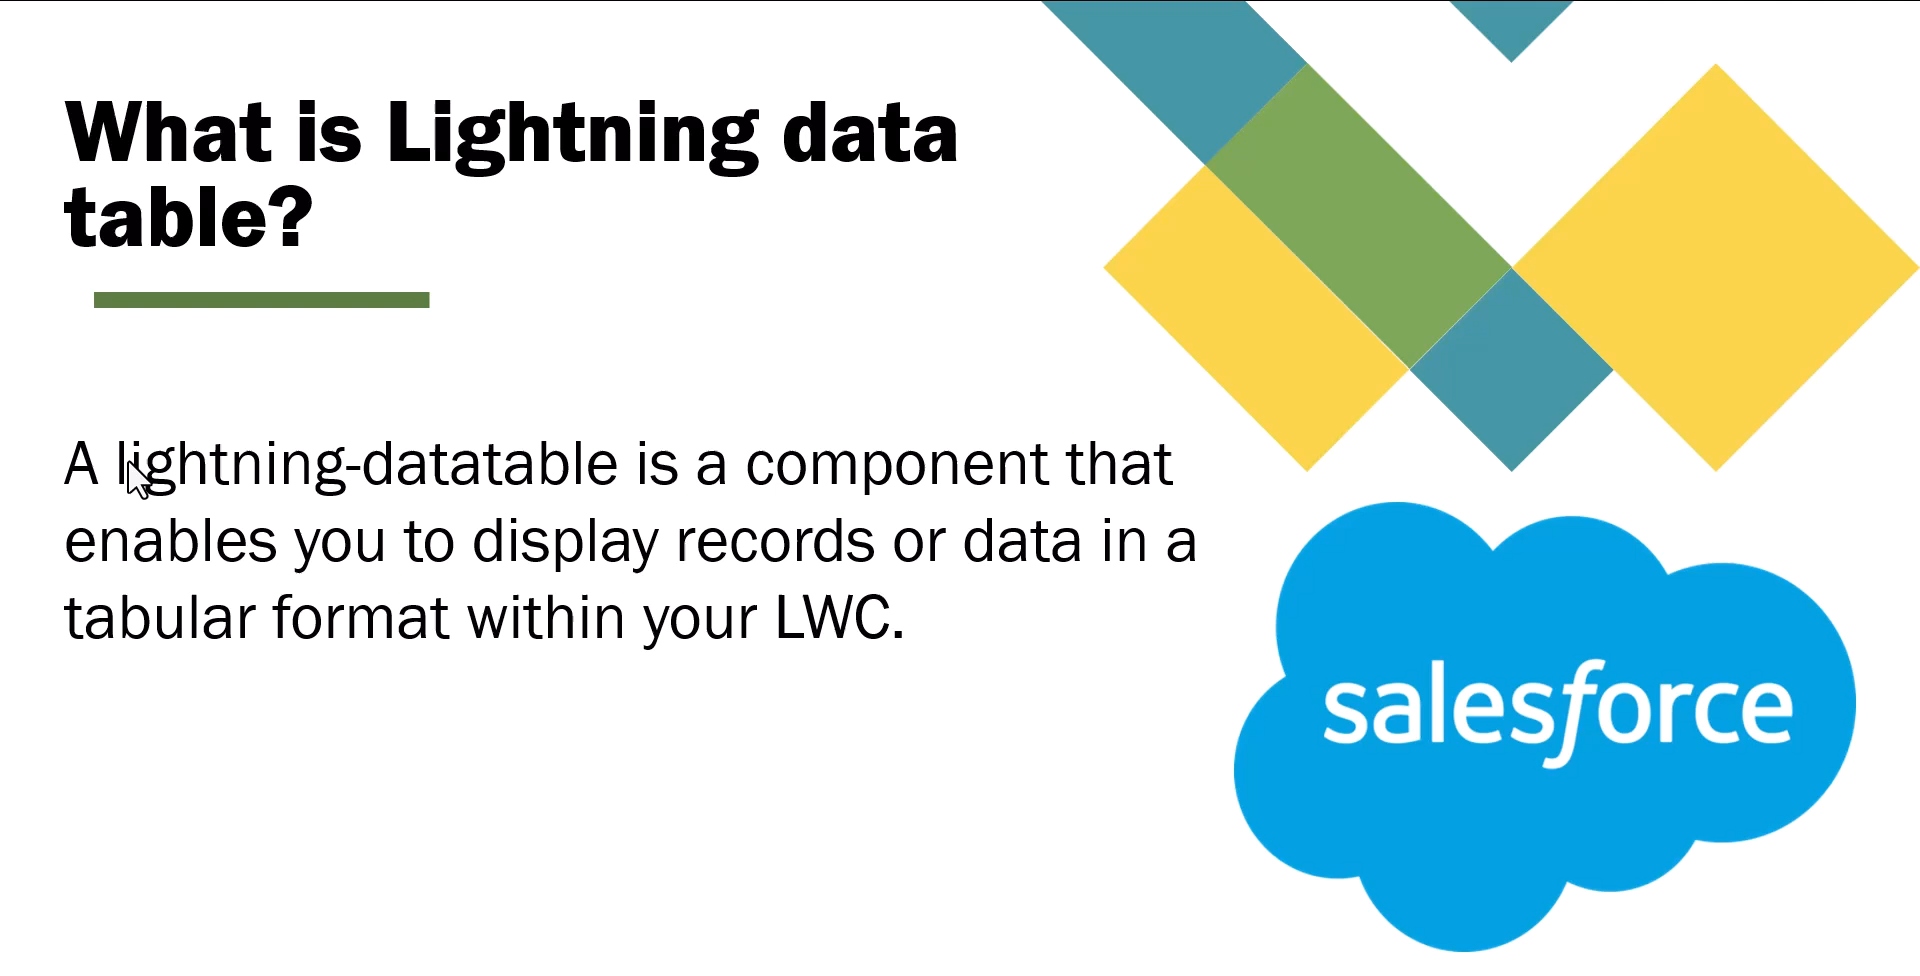 What is Lightning data
table?
A lightning-datatable is a component that
enables you to display records or data in a
tabular format within your LWC.
salesforce